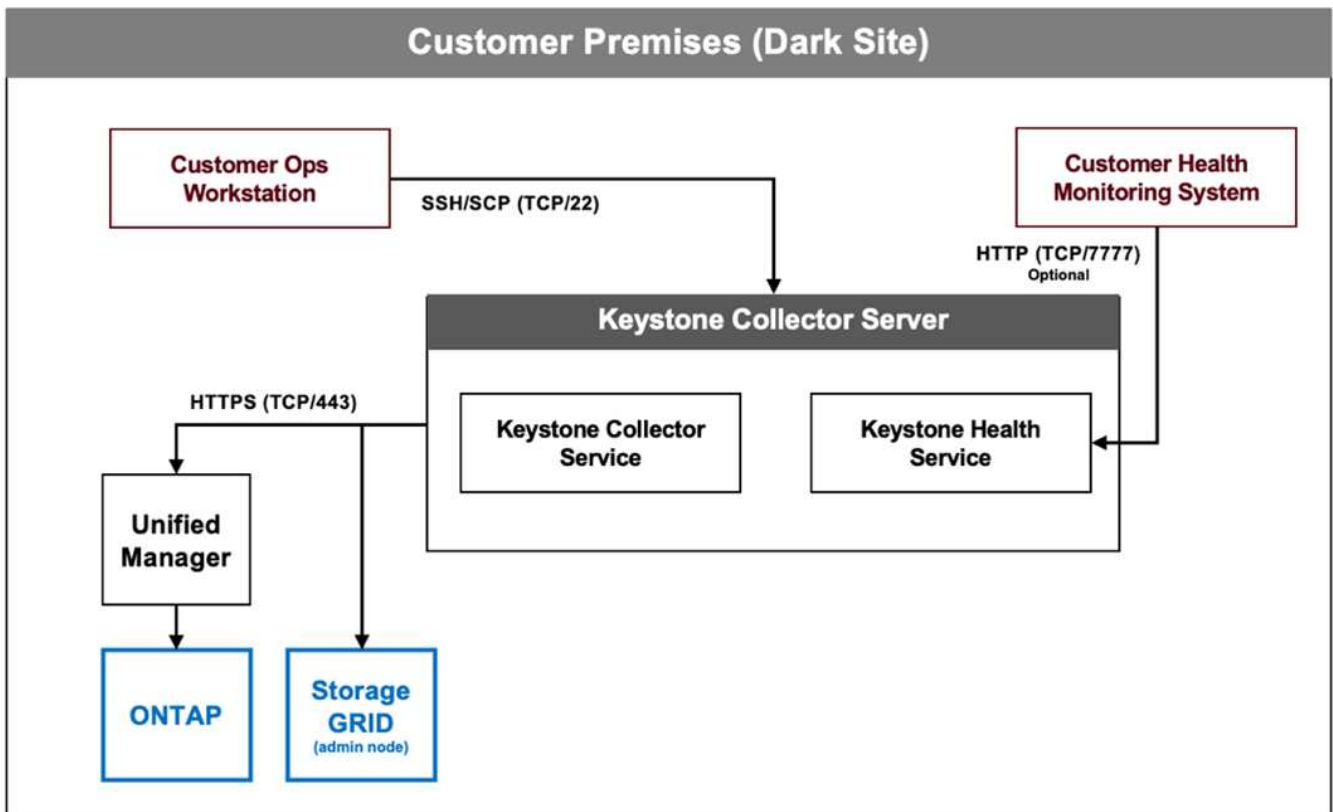 Customer Premises (Dark Site)
Customer Ops
Workstation
SSH/SCP (TCP/22)
Customer Health
Monitoring System
HTTP (TCP/7777)
Optional
Keystone Collector Server
HTTPS (TCP/443)
Keystone Collector
Service
Keystone Health
Service
Unified
Manager
ONTAP
Storage
GRID
(admin node)